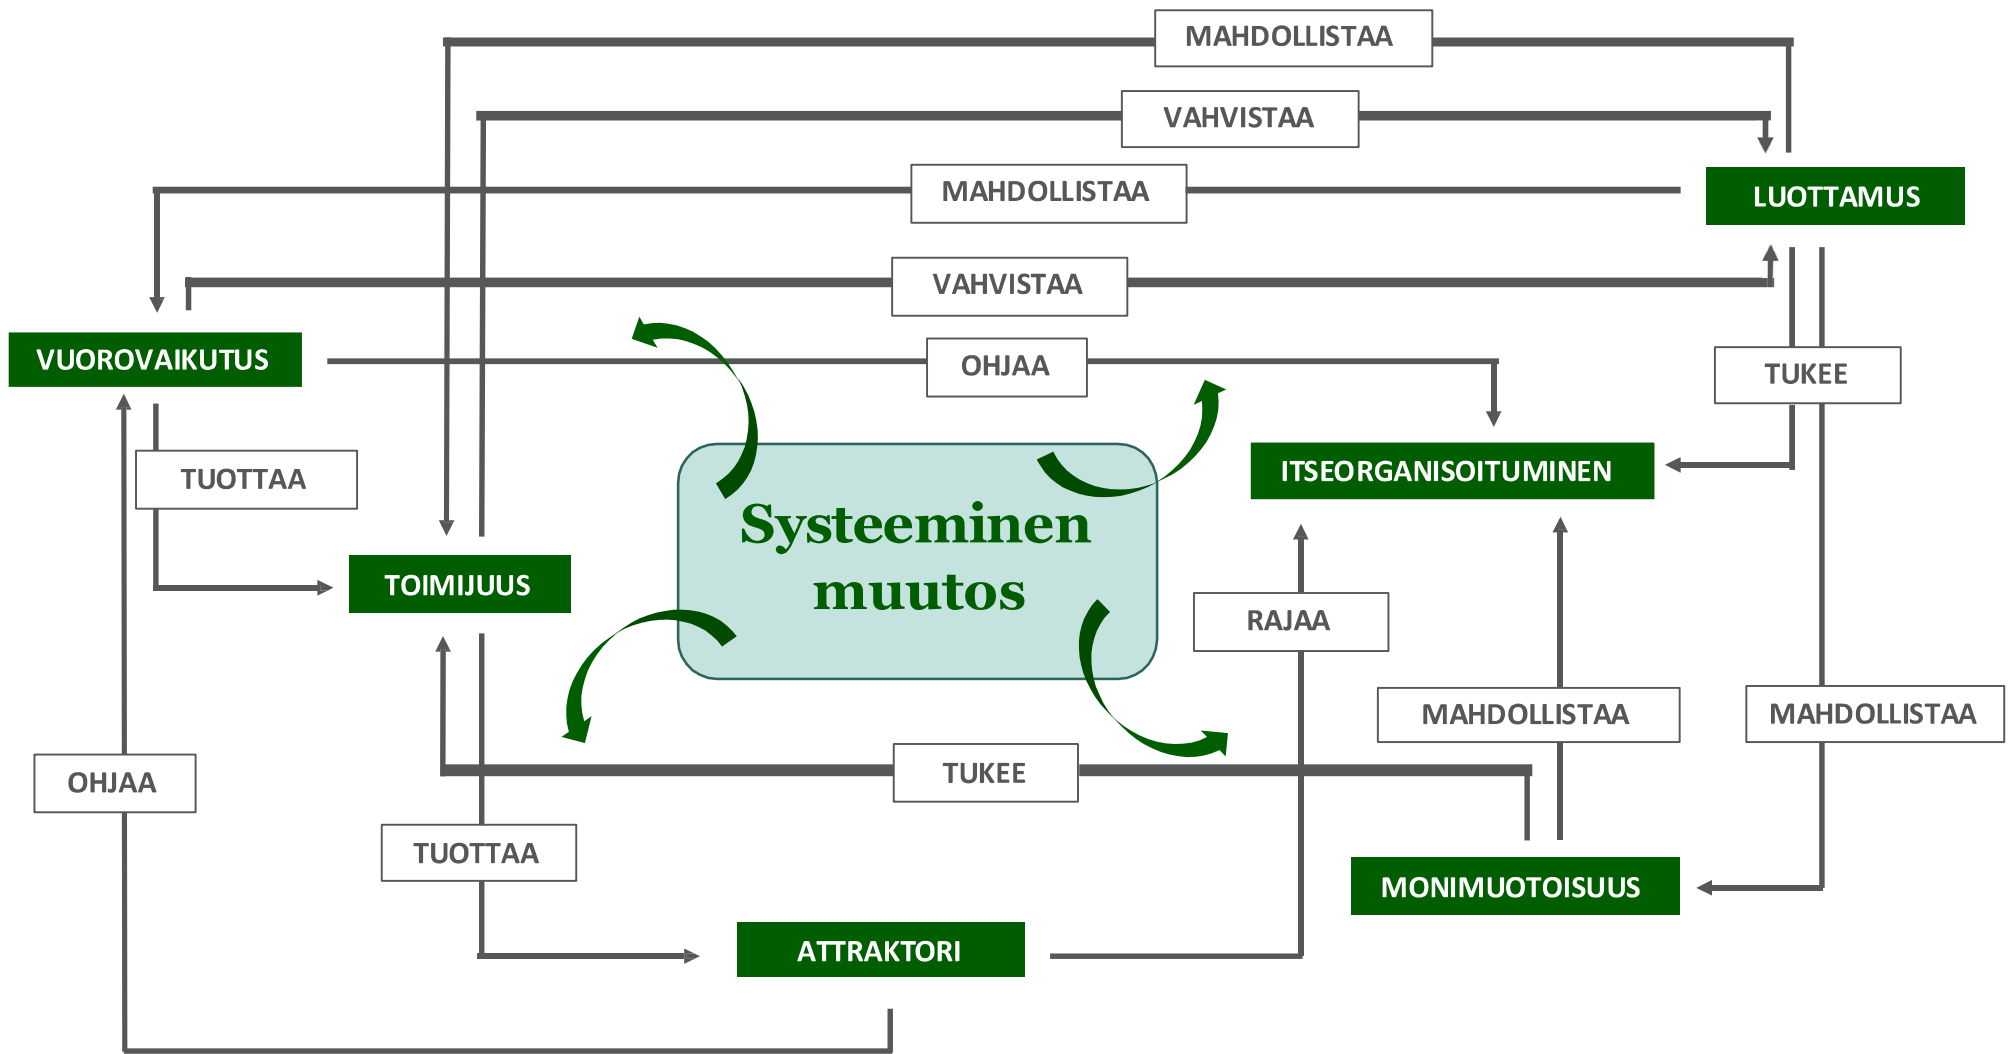 MAHDOLLISTAA
VAHVISTAA
MAHDOLLISTAA
LUOTTAMUS
VAHVISTAA
VUOROVAIKUTUS
OHJAA
TUKEE
TUOTTAA
ITSEORGANISOITUMINEN
Systeeminen
muutos
TOIMIJUUS
RAJAA
MAHDOLLISTAA
MAHDOLLISTAA
OHJAA
TUKEE
TUOTTAA
MONIMUOTOISUUS
ATTRAKTORI